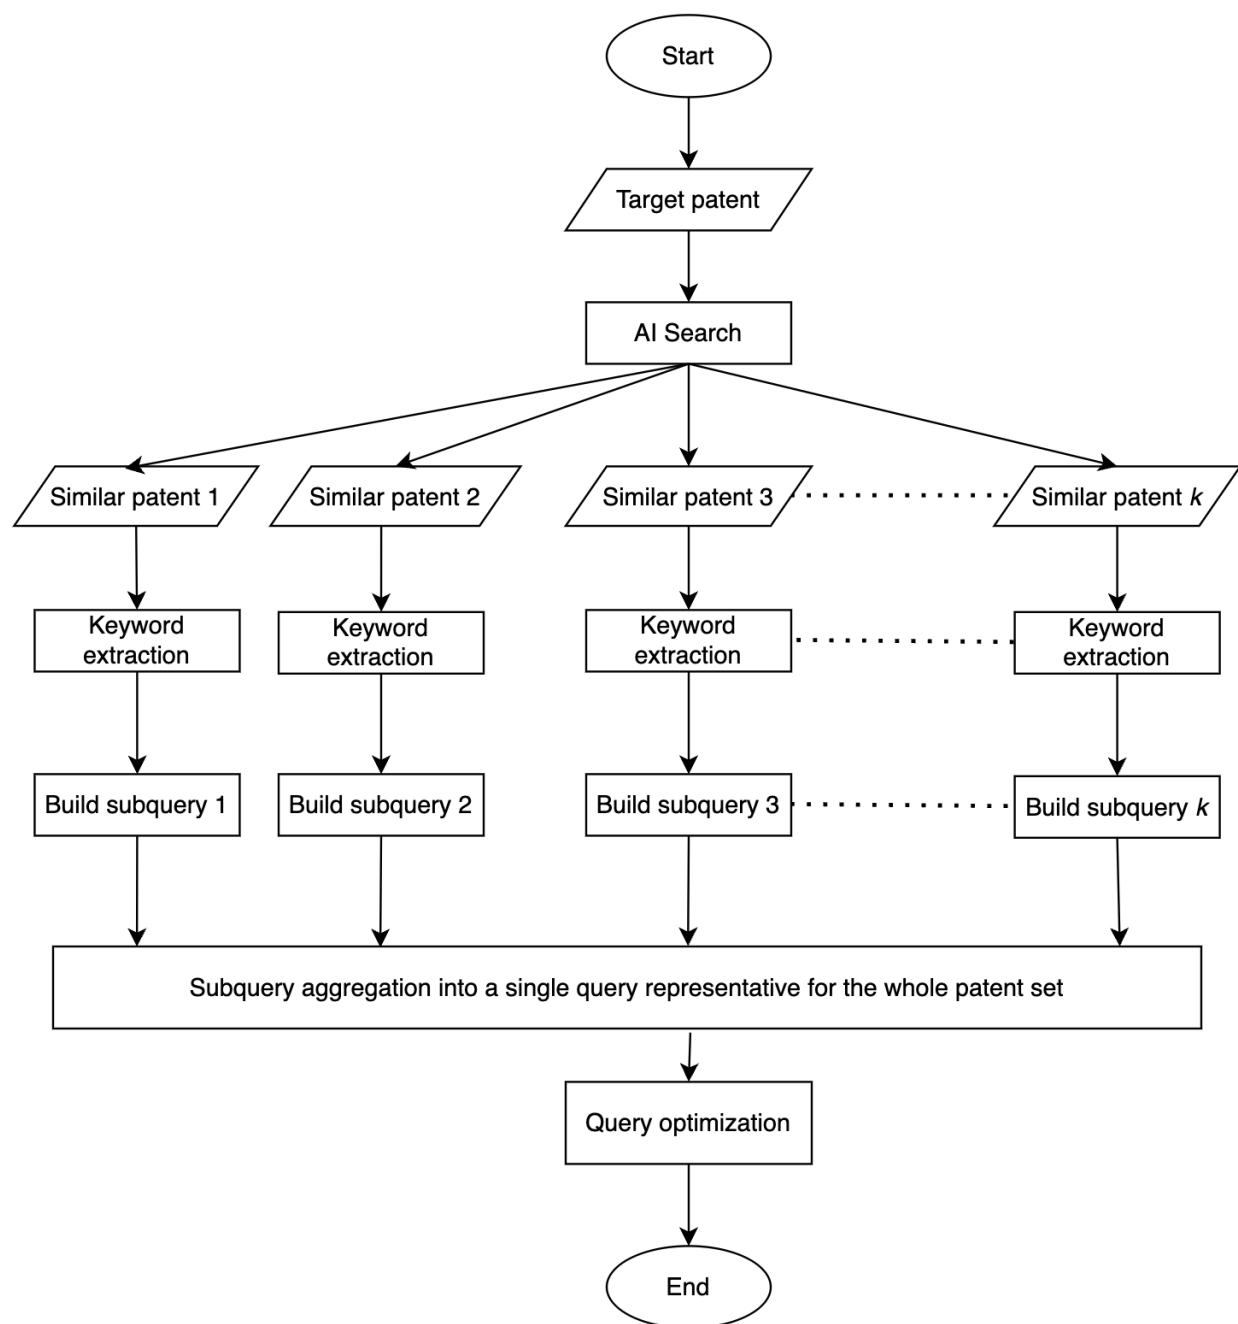 Start
Target patent
AI Search
Similar patent 1
Similar patent 2
Similar patent 3
Similar patent k
Keyword
extraction
Keyword
extraction
Keyword
extraction
Keyword
extraction
Build subquery 1
Build subquery 2
Build subquery 3
Build subquery k
Subquery aggregation into a single query representative for the whole patent set
Query optimization
End